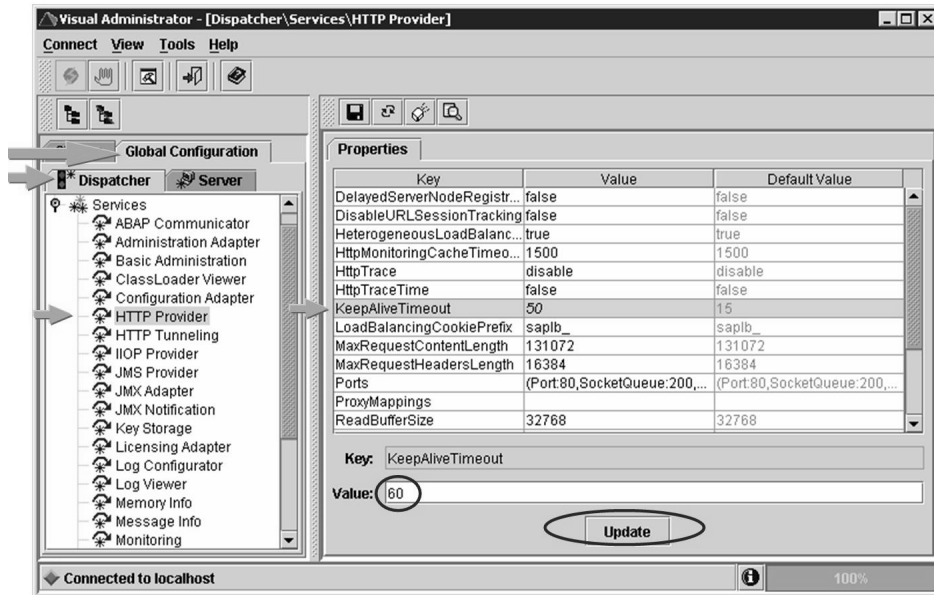 Visual Administrator - [Dispatcher\Services\HTTP Provider]
Connect View Tools Help
Global Configuration
Dispatcher Server
Services
ABAP Communicator
Administration Adapter
Basic Administration
ClassLoader Viewer
Configuration Adapter
HTTP Provider
HTTP Tunneling
IIOP Provider
JMS Provider
JMX Adapter
JMX Notification
Key Storage
Licensing Adapter
Log Configurator
Log Viewer
Memory Info
Message Info
Monitoring
Properties
Key Value Default Value
DelayedServerNodeRegistr... false false
DisableURLSessionTracking false false
HeterogeneousLoadBalanc... true true
HttpMonitoringCacheTimeo... 1500 1500
HttpTrace disable disable
HttpTraceTime false false
KeepAliveTimeout 50 15
LoadBalancingCookiePrefix saplb_ saplb_
MaxRequestContentLength 131072 131072
MaxRequestHeadersLength 16384 16384
Ports (Port:80,SocketQueue:200,... (Port:80,SocketQueue:200,...
ProxyMappings
ReadBufferSize 32768 32768
Key: KeepAliveTimeout
Value: 60
Update
Connected to localhost
100%